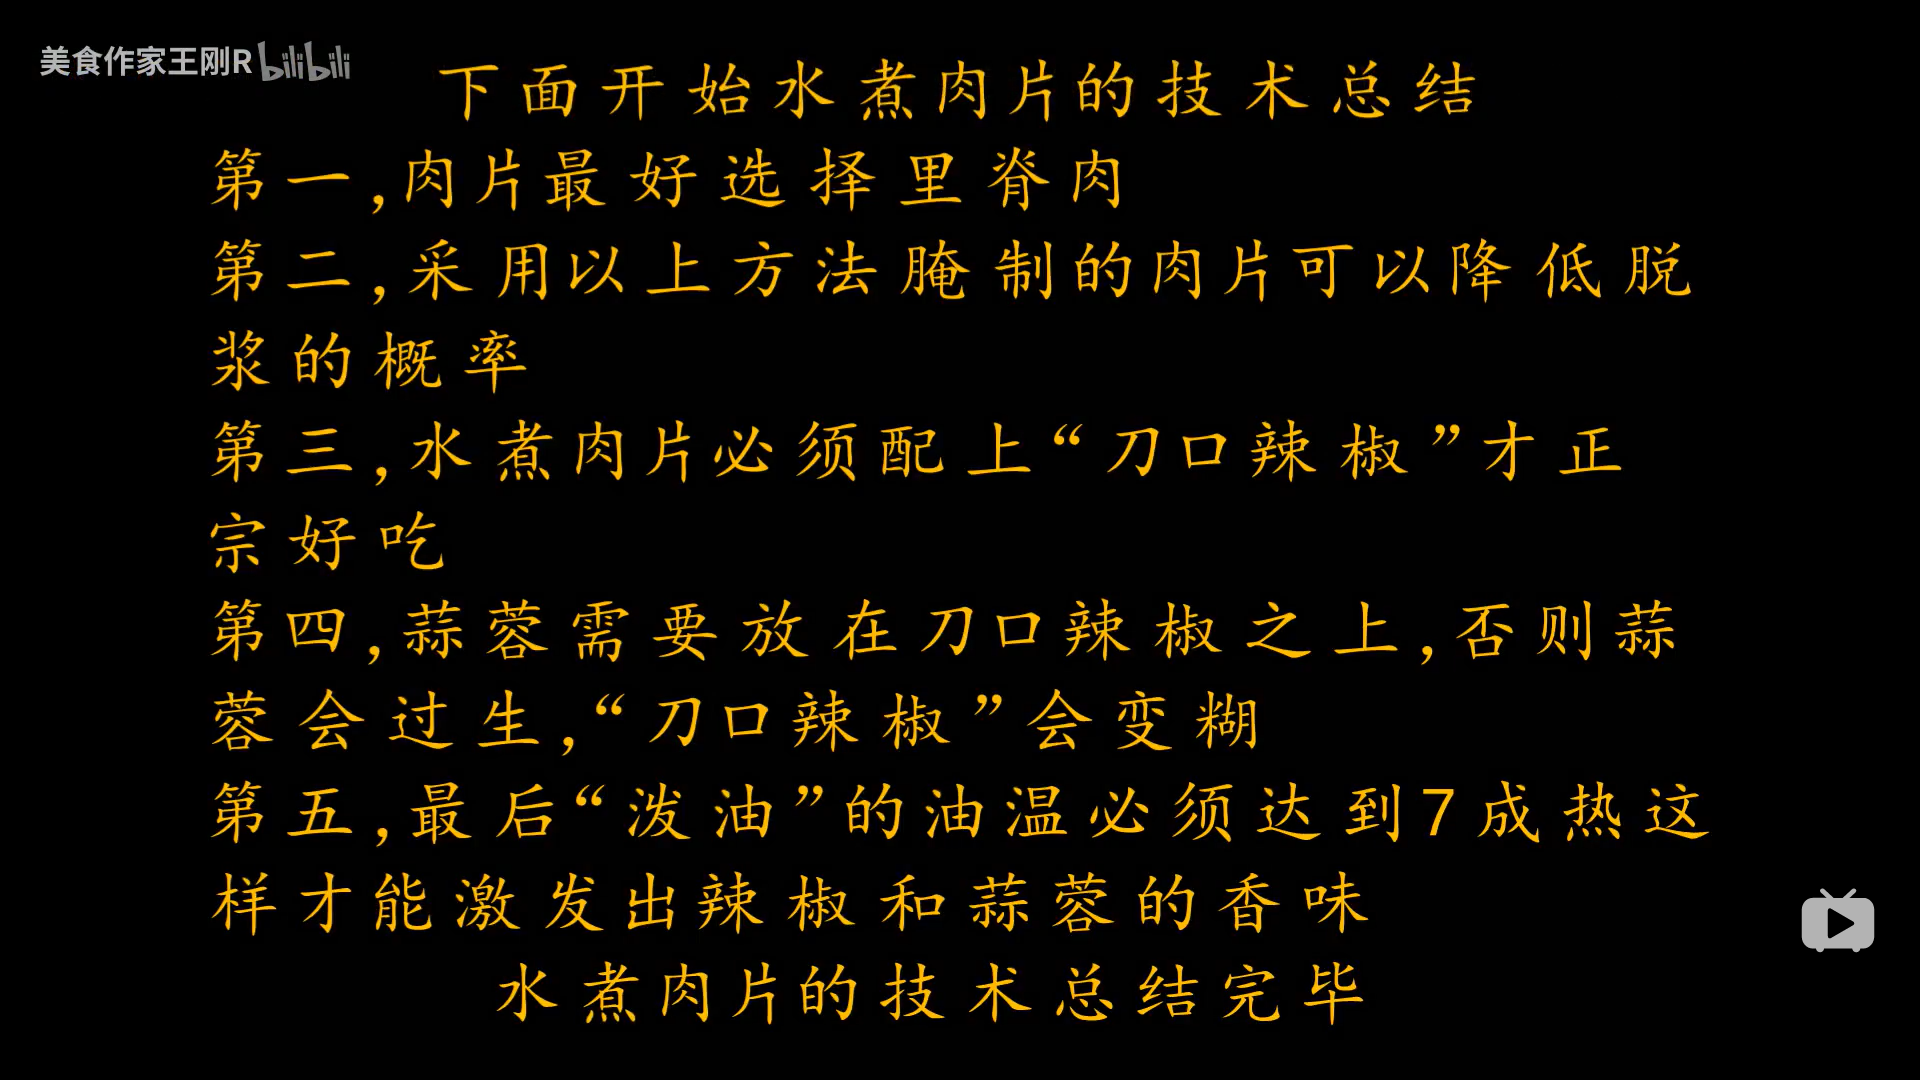 美食作家王刚R bilibili
下面开始水煮肉片的技术总结
第一,肉片最好选择里脊肉
第二,采用以上方法腌制的肉片可以降低脱
浆的概率
第三,水煮肉片必须配上“刀口辣椒”才正
宗好吃
第四,蒜蓉需要放在刀口辣椒之上,否则蒜
蓉会过生,“刀口辣椒”会变糊
第五,最后“泼油”的油温必须达到7成热这
样才能激发出辣椒和蒜蓉的香味
水煮肉片的技术总结完毕